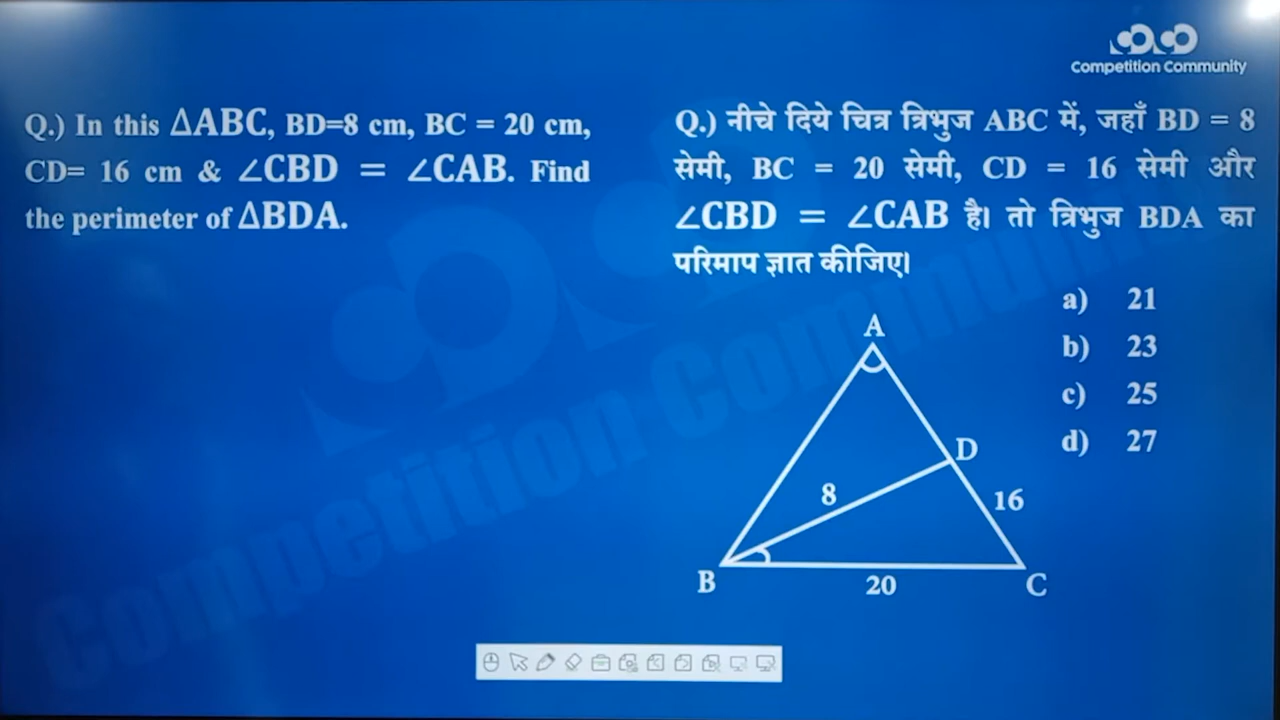 Competition Community
Q.) In this ΔABC, BD=8 cm, BC = 20 cm,
CD= 16 cm & ∠CBD = ∠CAB. Find
the perimeter of ΔBDA.
Q.) नीचे दिये चित्र त्रिभुज ABC में, जहाँ BD = 8
सेमी, BC = 20 सेमी, CD = 16 सेमी और
∠CBD = ∠CAB है। तो त्रिभुज BDA का
परिमाप ज्ञात कीजिए।
a) 21
b) 23
c) 25
d) 27
A
D
8
16
B
20
C
Competition Community